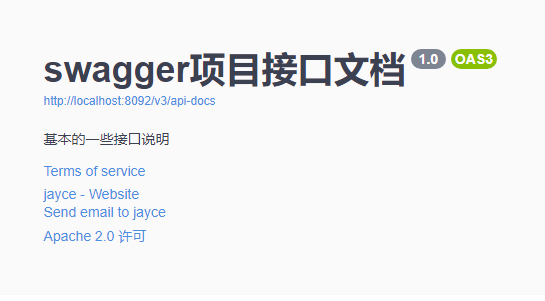 swagger项目接口文档 1.0 OAS3
http://localhost:8092/v3/api-docs
基本的一些接口说明
Terms of service
jayce - Website
Send email to jayce
Apache 2.0 许可